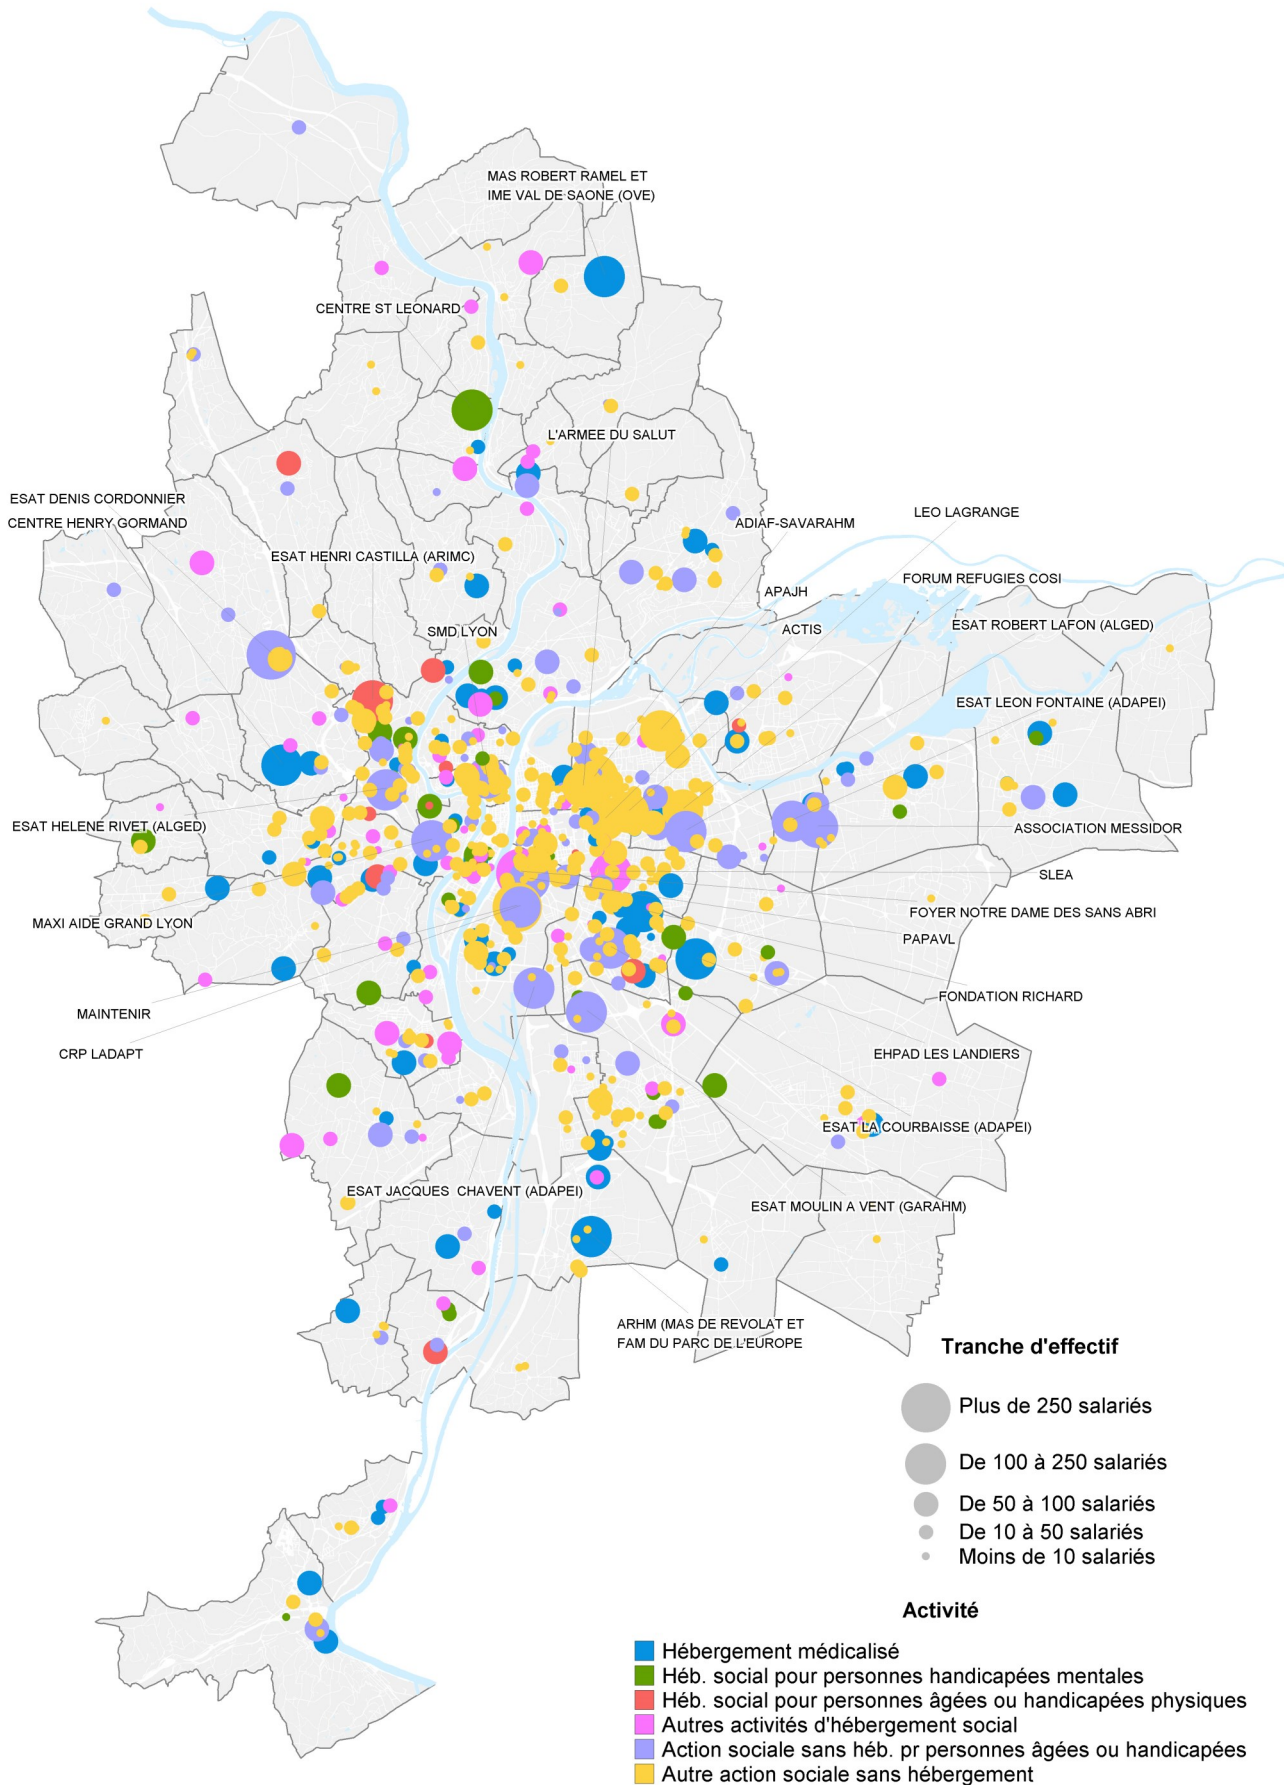 MAS ROBERT RAMEL ET
IME VAL DE SAONE (OVE)
CENTRE ST LEONARD
L'ARMEE DU SALUT
ESAT DENIS CORDONNIER
CENTRE HENRY GORMAND
LEO LAGRANGE
ADIAF-SAVARAHM
ESAT HENRI CASTILLA (ARIMC)
FORUM REFUGIES COSI
APAJH
ESAT ROBERT LAFON (ALGED)
SMD LYON
ACTIS
ESAT LEON FONTAINE (ADAPEI)
ESAT HELENE RIVET (ALGED)
ASSOCIATION MESSIDOR
SLEA
FOYER NOTRE DAME DES SANS ABRI
MAXI AIDE GRAND LYON
PAPAVL
FONDATION RICHARD
MAINTENIR
CRP LADAPT
EHPAD LES LANDIERS
ESAT LA COURBAISSE (ADAPEI)
ESAT JACQUES CHAVENT (ADAPEI)
ESAT MOULIN A VENT (GARAHM)
ARHM (MAS DE REVOLAT ET
FAM DU PARC DE L'EUROPE
Tranche d'effectif
Plus de 250 salariés
De 100 à 250 salariés
De 50 à 100 salariés
De 10 à 50 salariés
Moins de 10 salariés
Activité
Hébergement médicalisé
Héb. social pour personnes handicapées mentales
Héb. social pour personnes âgées ou handicapées physiques
Autres activités d'hébergement social
Action sociale sans héb. pr personnes âgées ou handicapées
Autre action sociale sans hébergement